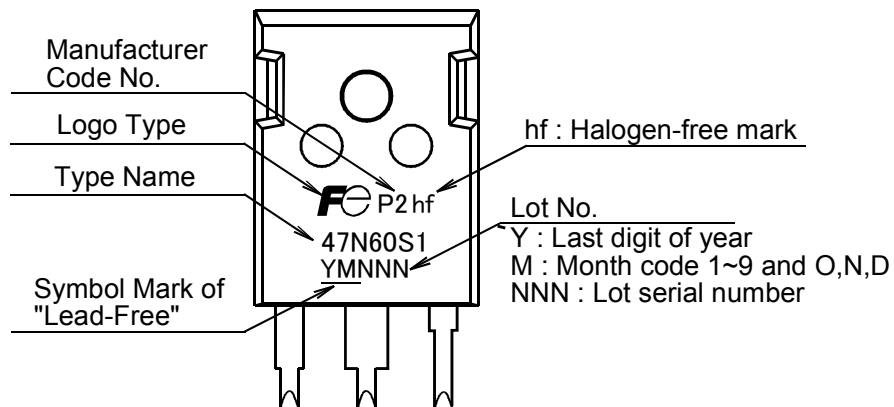 Manufacturer
Code No.
Logo Type
Type Name
Symbol Mark of
"Lead-Free"
Fe P2 hf
47N60S1
YMNNN
hf : Halogen-free mark
Lot No.
Y : Last digit of year
M : Month code 1~9 and O,N,D
NNN : Lot serial number